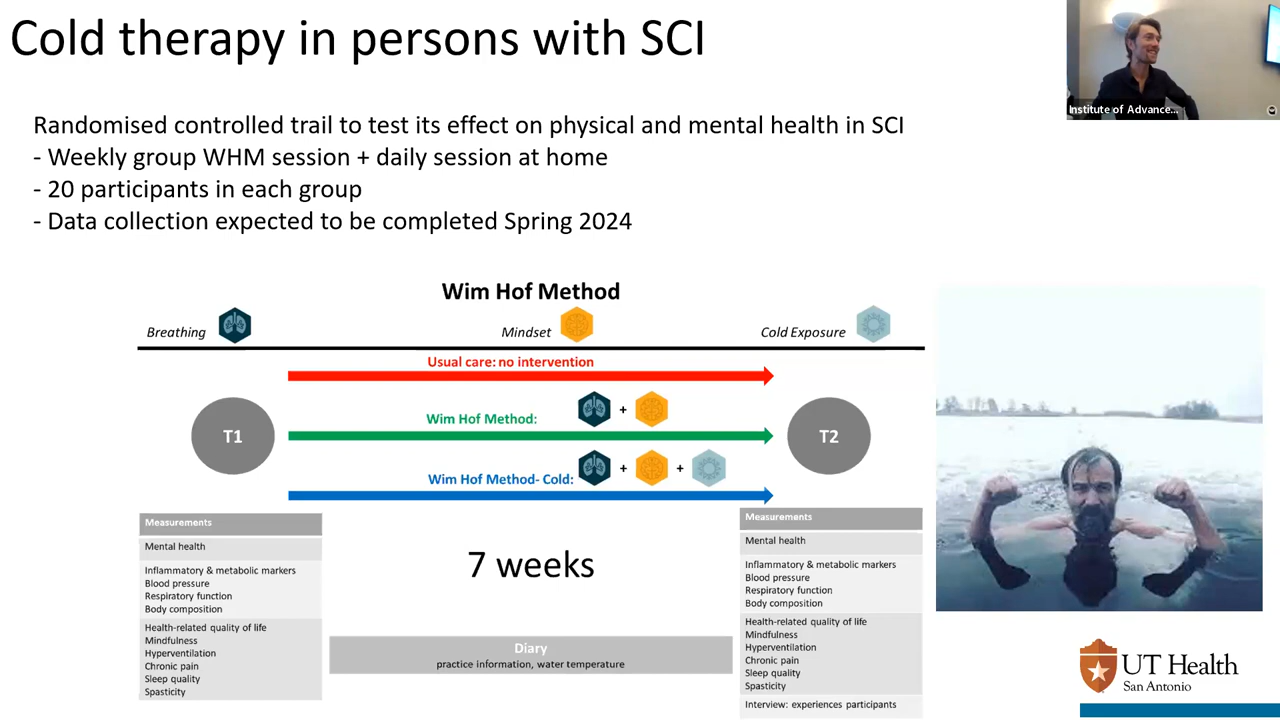 Cold therapy in persons with SCI
Institute of Advance...
Randomised controlled trail to test its effect on physical and mental health in SCI
- Weekly group WHM session + daily session at home
- 20 participants in each group
- Data collection expected to be completed Spring 2024
Wim Hof Method
Breathing
Mindset
Cold Exposure
Usual care: no intervention
T1
Wim Hof Method:
+
T2
Wim Hof Method- Cold:
+
+
Measurements
Mental health
Inflammatory & metabolic markers
Blood pressure
Respiratory function
Body composition
Health-related quality of life
Mindfulness
Hyperventilation
Chronic pain
Sleep quality
Spasticity
7 weeks
Diary
practice information, water temperature
Measurements
Mental health
Inflammatory & metabolic markers
Blood pressure
Respiratory function
Body composition
Health-related quality of life
Mindfulness
Hyperventilation
Chronic pain
Sleep quality
Spasticity
Interview: experiences participants
UT Health
San Antonio